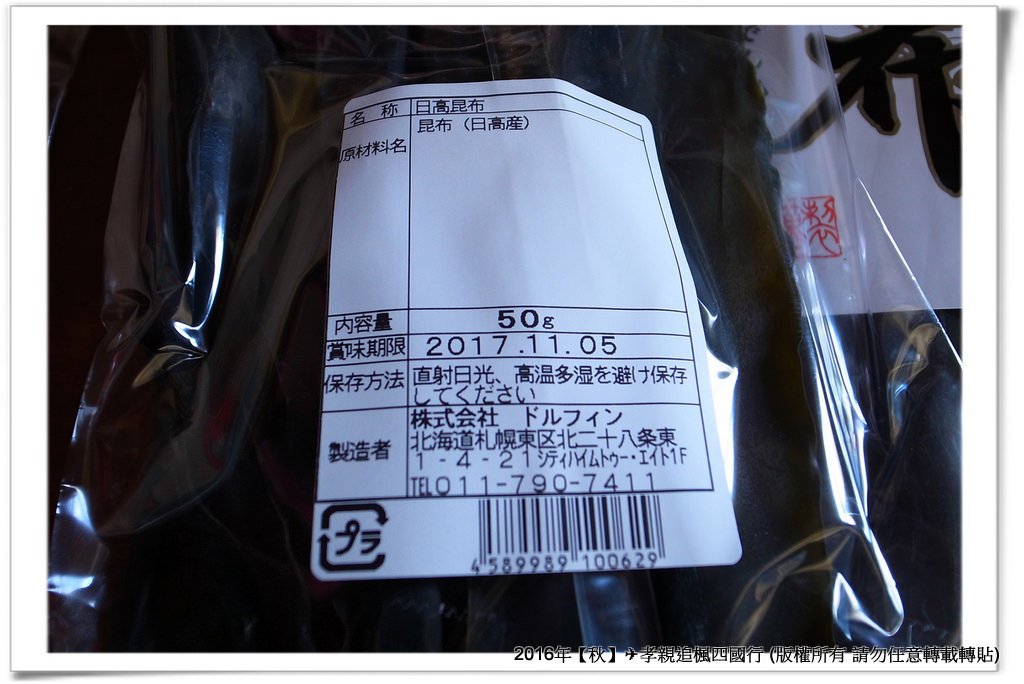 名称 日高昆布
原材料名 昆布（日高産）
内容量 50g
賞味期限 2017.11.05
保存方法 直射日光、高温多湿を避け保存
してください
製造者 株式会社 ドルフィン
北海道札幌東区北二十八条東
1-4-21シティハイムトゥー・エイト1F
TEL011-790-7411
プラ
4589989100629
布
製
2016年【秋】✈孝親追楓四國行 (版權所有 請勿任意轉載轉貼)